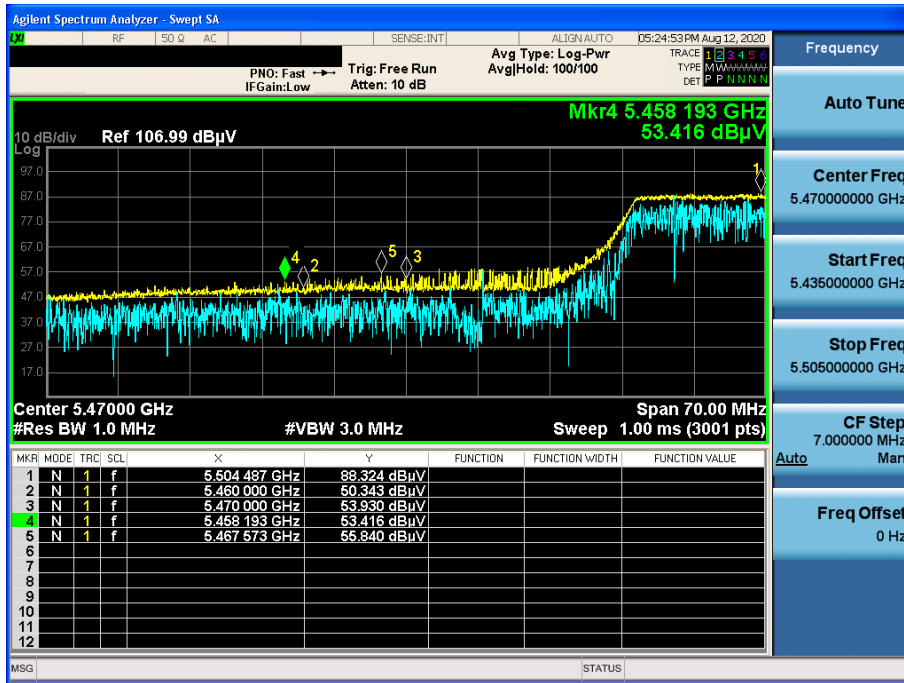 Agilent Spectrum Analyzer - Swept SA
LXI RF 50 Ω AC SENSE:INT ALIGN AUTO 05:24:53 PM Aug 12, 2020
PNO: Fast Trig: Free Run Avg Type: Log-Pwr TRACE 1 2 3 4 5 6
IFGain:Low Atten: 10 dB Avg|Hold: 100/100 TYPE M W W W W W
DET P P N N N N
Mkr4 5.458 193 GHz
53.416 dBµV
10 dB/div Ref 106.99 dBµV
Log
97.0
87.0
77.0
67.0
57.0
47.0
37.0
27.0
17.0
1
4
2
5
3
Center 5.47000 GHz Span 70.00 MHz
#Res BW 1.0 MHz #VBW 3.0 MHz Sweep 1.00 ms (3001 pts)
MKR MODE TRC SCL X Y FUNCTION FUNCTION WIDTH FUNCTION VALUE
1 N 1 f 5.504 487 GHz 88.324 dBµV
2 N 1 f 5.460 000 GHz 50.343 dBµV
3 N 1 f 5.470 000 GHz 53.930 dBµV
4 N 1 f 5.458 193 GHz 53.416 dBµV
5 N 1 f 5.467 573 GHz 55.840 dBµV
6
7
8
9
10
11
12
MSG STATUS
Frequency
Auto Tune
Center Freq
5.470000000 GHz
Start Freq
5.435000000 GHz
Stop Freq
5.505000000 GHz
CF Step
7.000000 MHz
Auto Man
Freq Offset
0 Hz